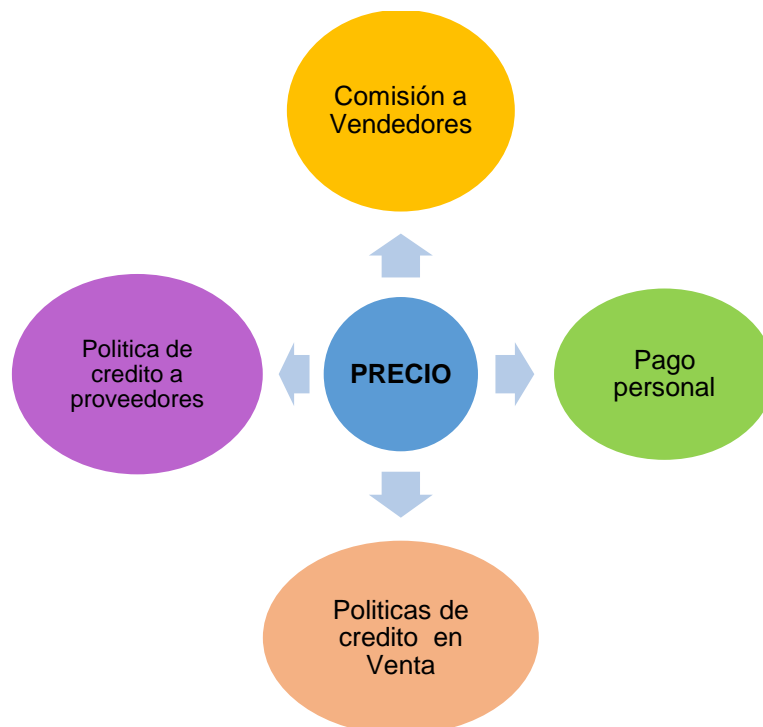 Comisión a
Vendedores
Politica de
credito a
proveedores
PRECIO
Pago
personal
Politicas de
credito  en
Venta